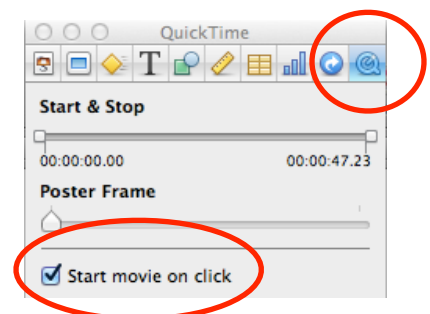 QuickTime
T
Start & Stop
00:00:00.00 00:00:47.23
Poster Frame
Start movie on click